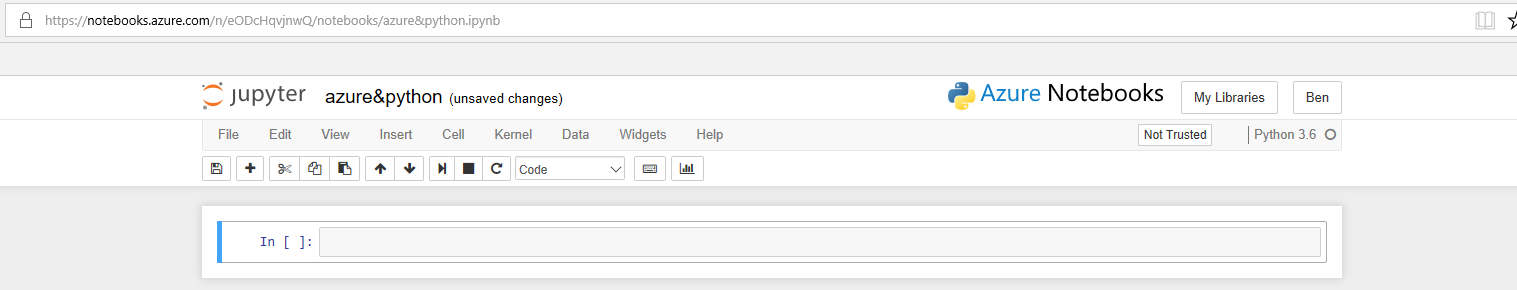 https://notebooks.azure.com/n/eODcHqvjnwQ/notebooks/azure&python.ipynb
jupyter azure&python (unsaved changes) Azure Notebooks My Libraries Ben
File Edit View Insert Cell Kernel Data Widgets Help Not Trusted Python 3.6
Code
In [ ]: